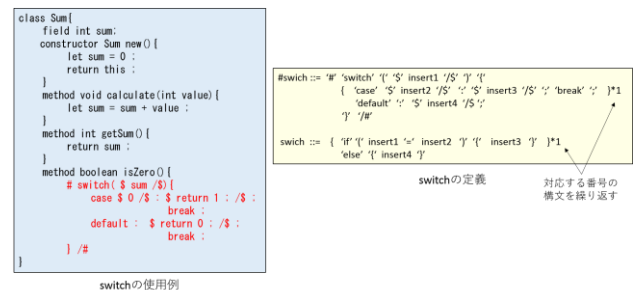 class Sum{
field int sum;
constructor Sum new(){
let sum = 0 ;
return this ;
}
method void calculate(int value){
let sum = sum + value ;
}
method int getSum(){
return sum ;
}
method boolean isZero(){
# switch( $ sum /$){
case $ 0 /$ : $ return 1 ; /$ ;
break ;
default : $ return 0 ; /$ ;
break ;
} /#
}
switchの使用例
#swich ::= '#' 'switch' '(' '$' insert1 '/$' ')' '{'
{ 'case' '$' insert2 '/$' ':' '$' insert3 '/$' ';' 'break' ';' }*1
'default' ':' '$' insert4 '/$ ';'
'}' '/#'
swich ::= { 'if' '(' insert1 '=' insert2 ')' '{' insert3 '}' }*1
'else' '{' insert4 '}'
switchの定義
対応する番号の
構文を繰り返す